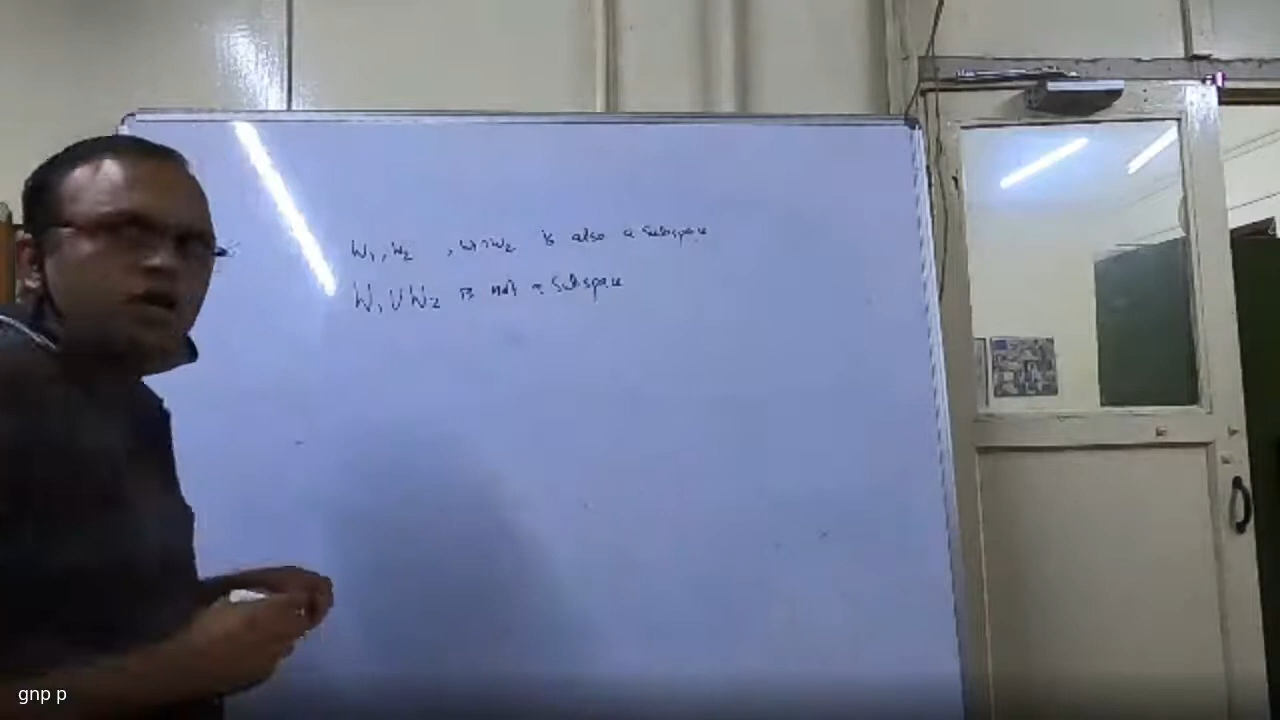 W₁, W₂ , W₁∩W₂ is also a subspace
W₁ ∪ W₂ is not a subspace
gnp p